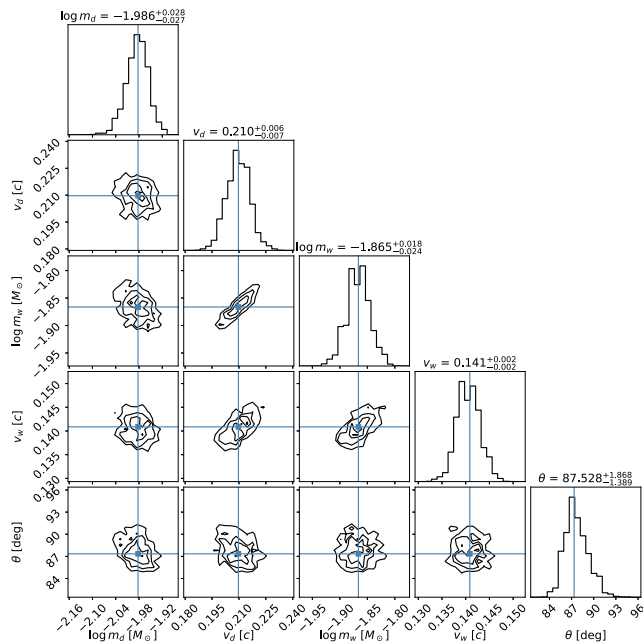 log m_d = −1.986^{+0.028}_{−0.027}
v_d = 0.210^{+0.006}_{−0.007}
log m_w = −1.865^{+0.018}_{−0.024}
v_w = 0.141^{+0.002}_{−0.002}
θ = 87.528^{+1.868}_{−1.389}
v_d [c]
0.240
0.225
0.210
0.195
0.180
log m_w [M_⊙]
−1.80
−1.85
−1.90
−1.95
v_w [c]
0.150
0.145
0.140
0.135
0.130
θ [deg]
96
93
90
87
84
−2.16 −2.10 −2.04 −1.98 −1.92
log m_d [M_⊙]
0.180 0.195 0.210 0.225 0.240
v_d [c]
−1.95 −1.90 −1.85 −1.80
log m_w [M_⊙]
0.130 0.135 0.140 0.145 0.150
v_w [c]
84 87 90 93 96
θ [deg]